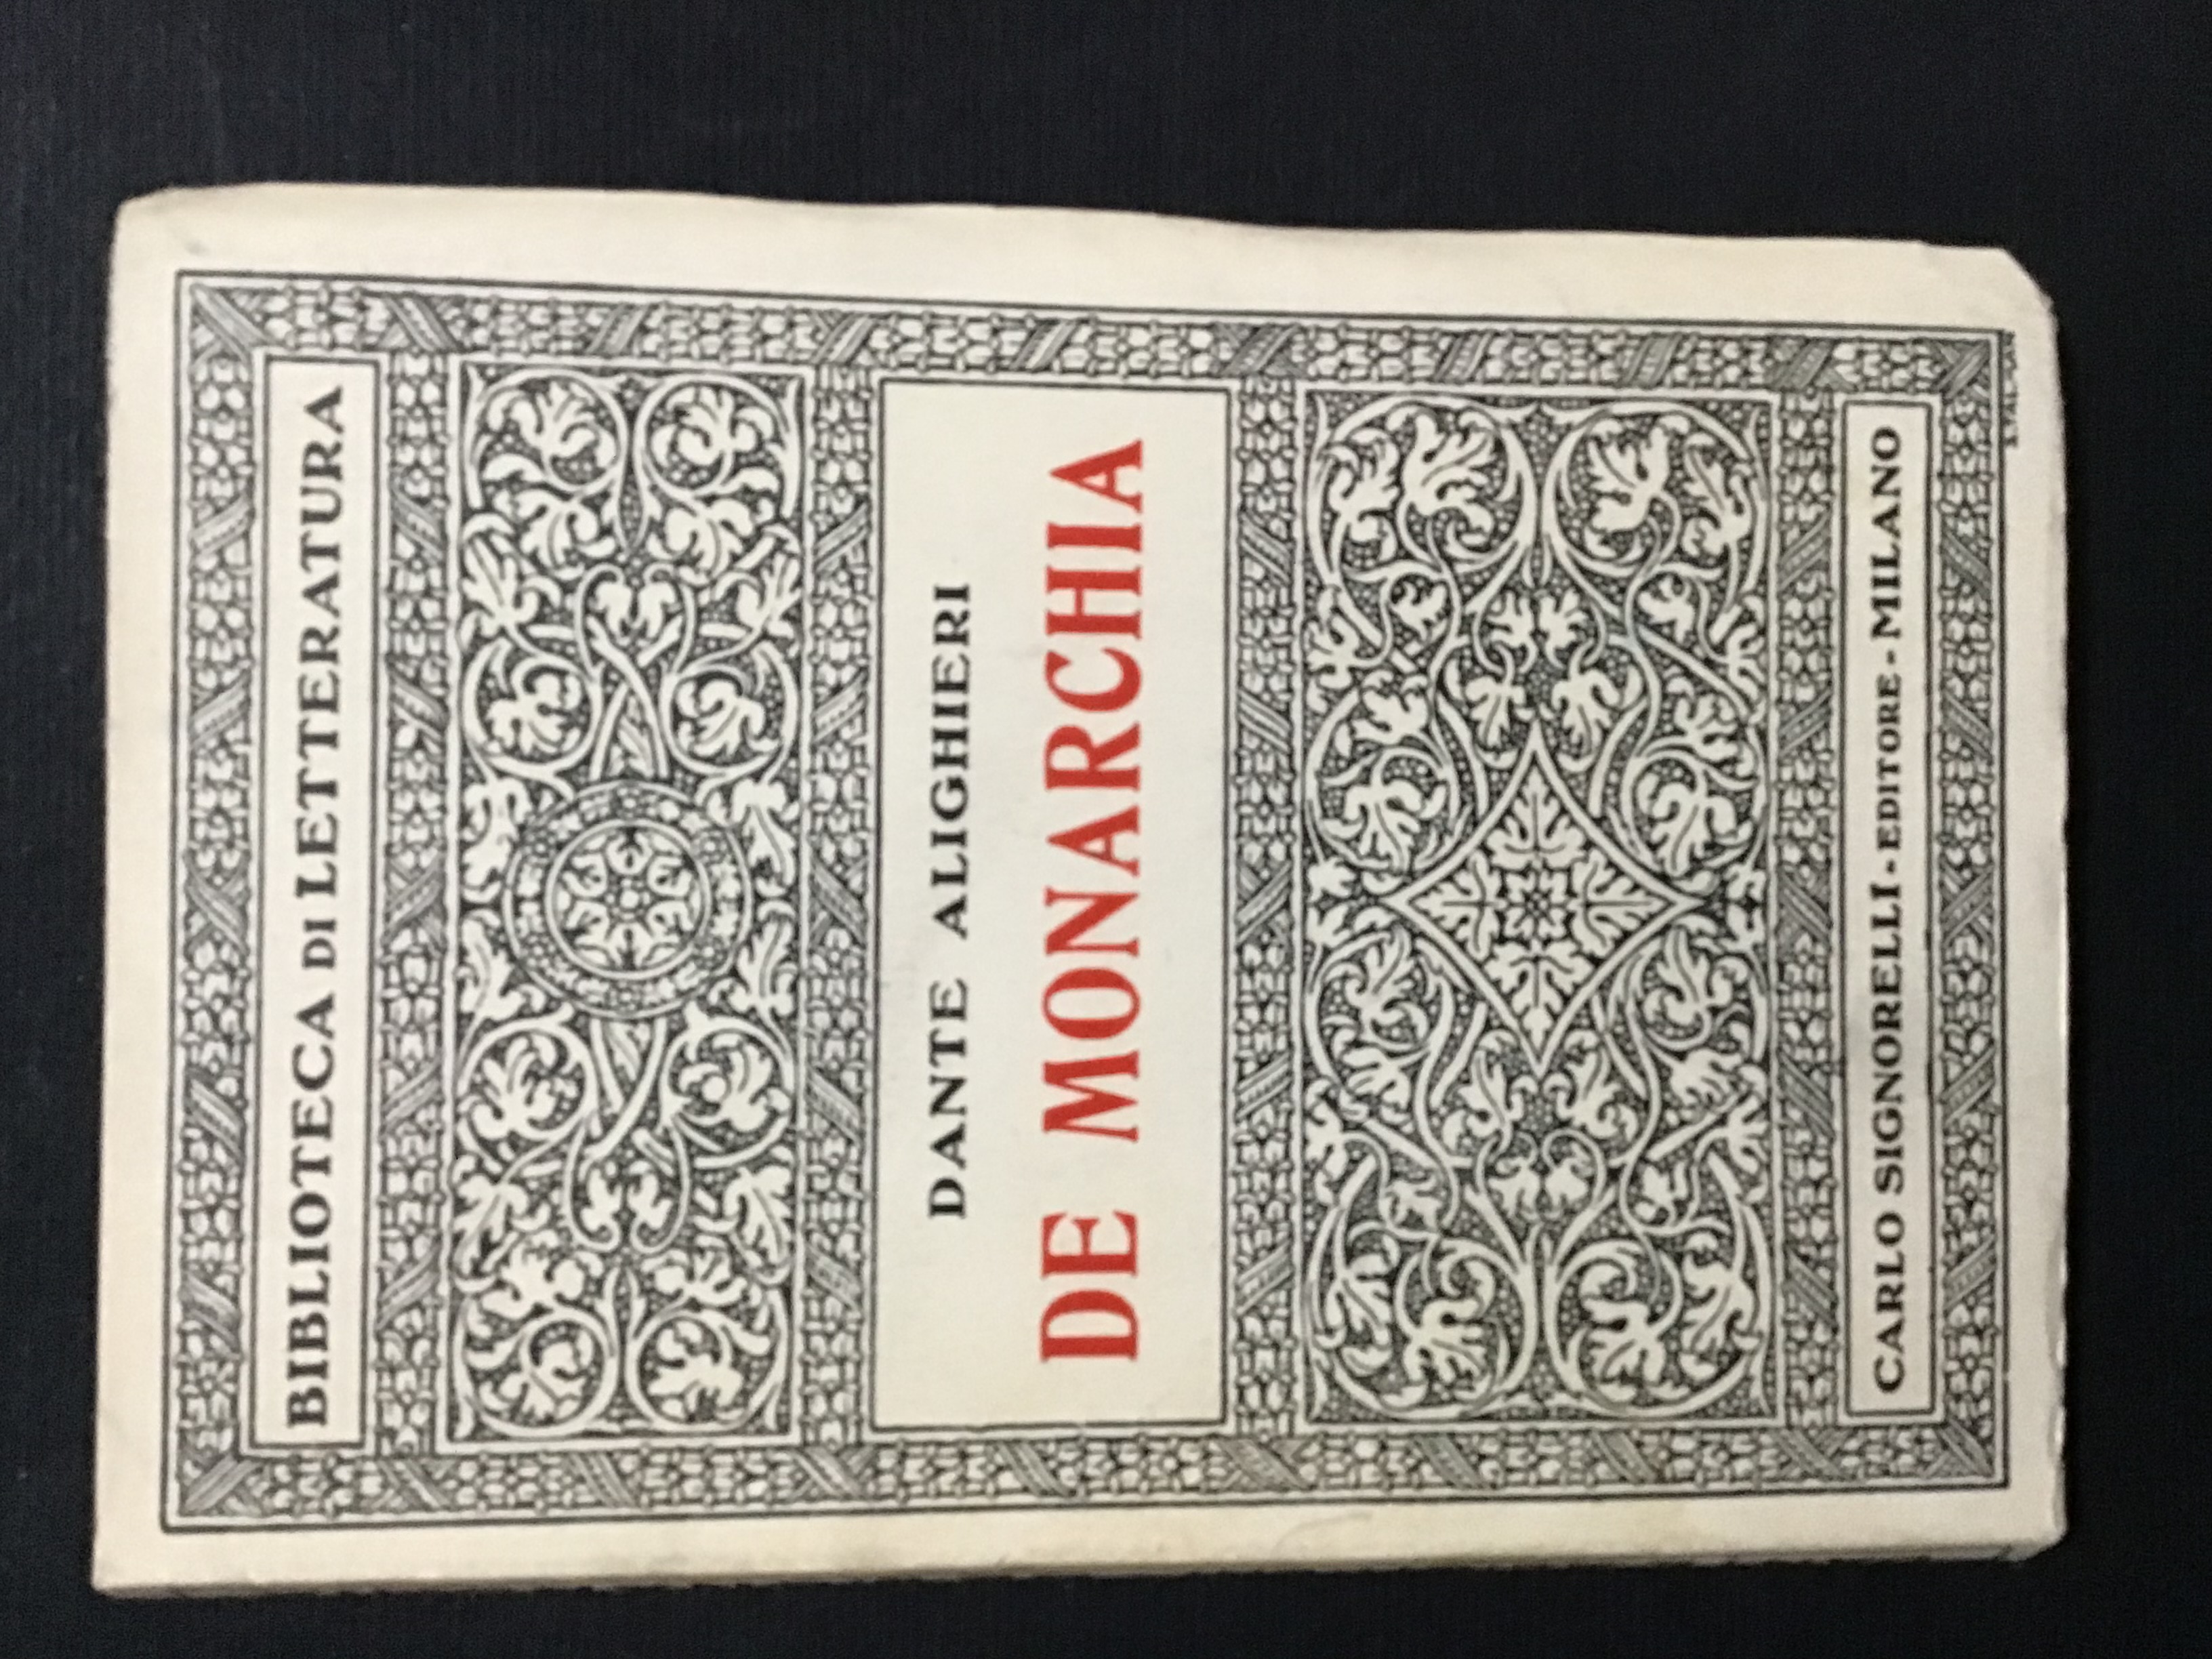 BIBLIOTECA DI LETTERATURA
DANTE ALIGHIERI
DE MONARCHIA
CARLO SIGNORELLI·EDITORE-MILANO